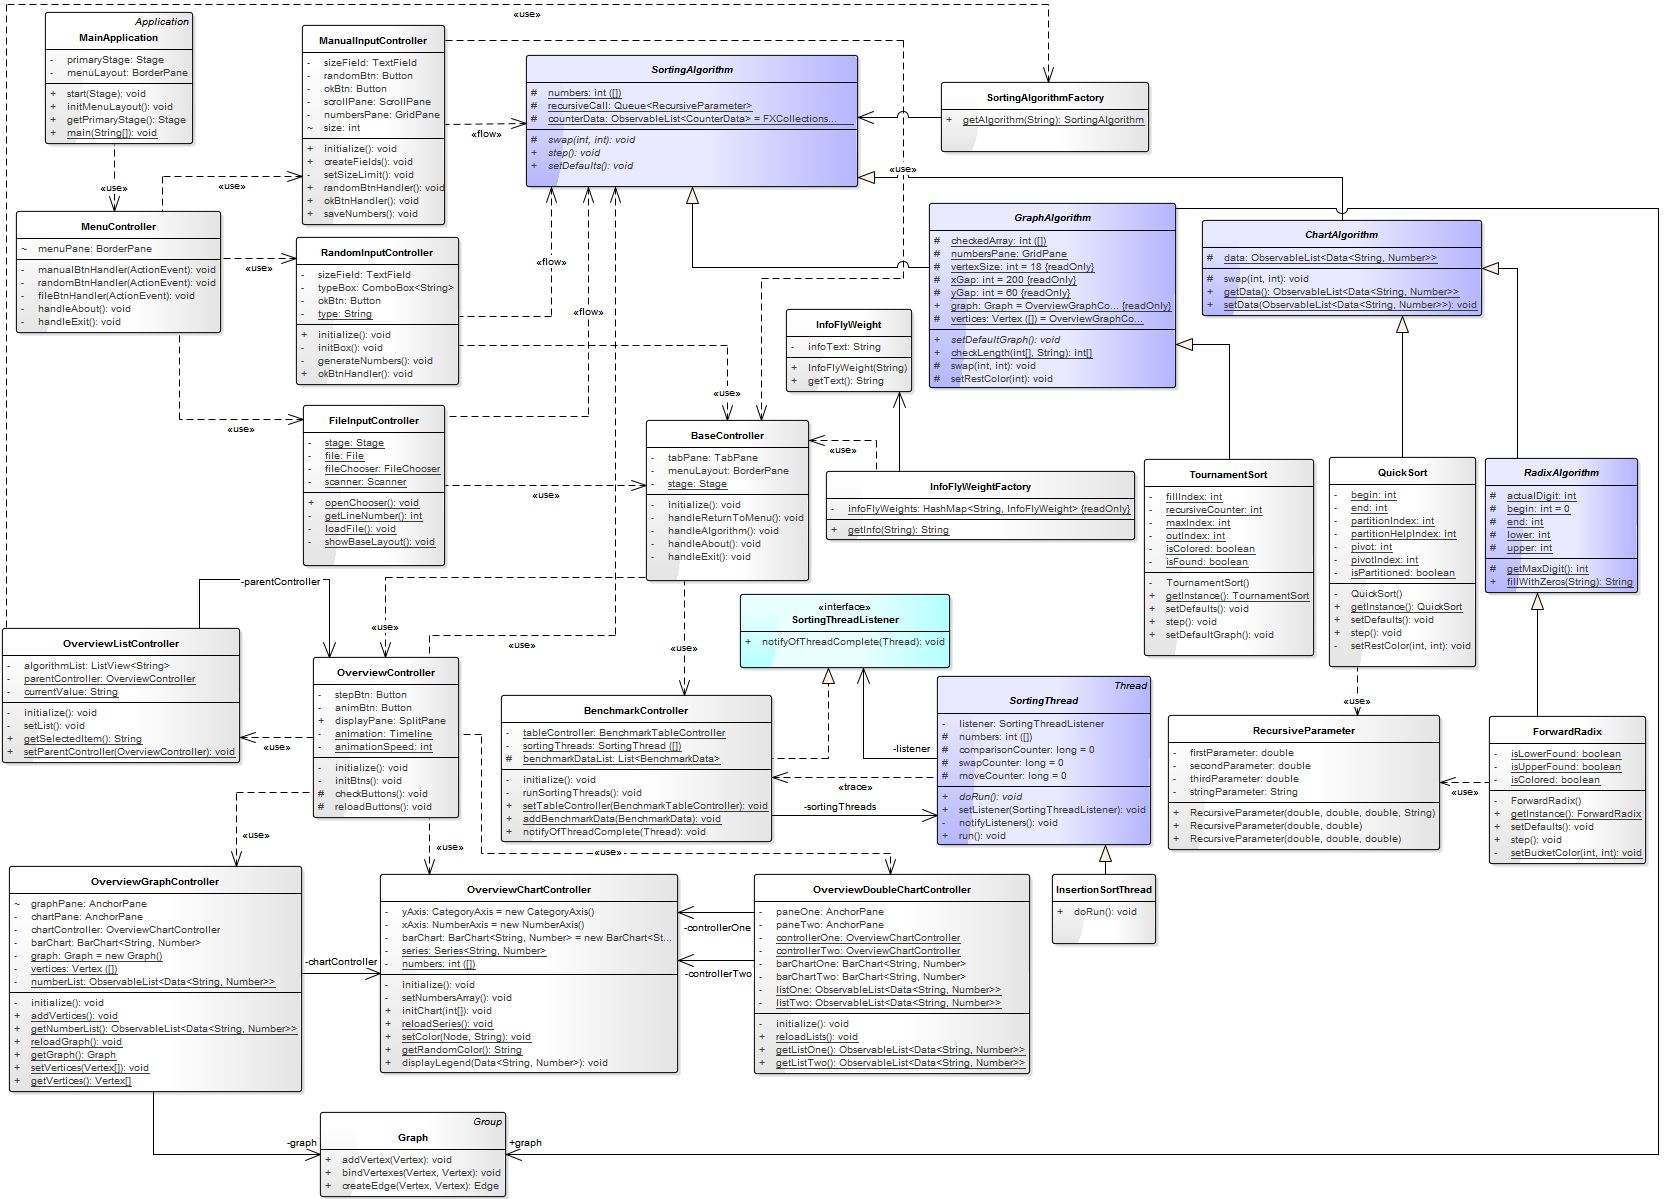 «use»
Application
MainApplication
- primaryStage: Stage
- menuLayout: BorderPane
+ start(Stage): void
+ initMenuLayout(): void
+ getPrimaryStage(): Stage
+ main(String[]): void
«use»
ManualInputController
- sizeField: TextField
- randomBtn: Button
- okBtn: Button
- scrollPane: ScrollPane
- numbersPane: GridPane
~ size: int
+ initialize(): void
- createFields(): void
- setSizeLimit(): void
+ randomBtnHandler(): void
+ okBtnHandler(): void
+ saveNumbers(): void
«flow»
«use»
SortingAlgorithm
# numbers: int ([])
# recursiveCall: Queue<RecursiveParameter>
# counterData: ObservableList<CounterData> = FXCollections...
# swap(int, int): void
+ step(): void
+ setDefaults(): void
SortingAlgorithmFactory
+ getAlgorithm(String): SortingAlgorithm
«use»
MenuController
~ menuPane: BorderPane
- manualBtnHandler(ActionEvent): void
- randomBtnHandler(ActionEvent): void
- fileBtnHandler(ActionEvent): void
- handleAbout(): void
- handleExit(): void
«use»
RandomInputController
- sizeField: TextField
- typeBox: ComboBox<String>
- okBtn: Button
- type: String
+ initialize(): void
- initBox(): void
- generateNumbers(): void
+ okBtnHandler(): void
«flow»
«flow»
«use»
GraphAlgorithm
# checkedArray: int ([])
# numbersPane: GridPane
# vertexSize: int = 18 {readOnly}
# xGap: int = 200 {readOnly}
# yGap: int = 60 {readOnly}
+ graph: Graph = OverviewGraphCo... {readOnly}
- vertices: Vertex ([]) = OverviewGraphCo...
+ setDefaultGraph(): void
+ checkLength(int[], String): int[]
# swap(int, int): void
# setRestColor(int): void
ChartAlgorithm
# data: ObservableList<Data<String, Number>>
# swap(int, int): void
+ getData(): ObservableList<Data<String, Number>>
+ setData(ObservableList<Data<String, Number>>): void
InfoFlyWeight
- infoText: String
+ InfoFlyWeight(String)
+ getText(): String
FileInputController
- stage: Stage
- file: File
- fileChooser: FileChooser
- scanner: Scanner
+ openChooser(): void
- getLineNumber(): int
- loadFile(): void
- showBaseLayout(): void
«use»
«use»
BaseController
- tabPane: TabPane
- menuLayout: BorderPane
- stage: Stage
- initialize(): void
- handleReturnToMenu(): void
- handleAlgorithm(): void
- handleAbout(): void
- handleExit(): void
«use»
InfoFlyWeightFactory
- infoFlyWeights: HashMap<String, InfoFlyWeight> {readOnly}
+ getInfo(String): String
TournamentSort
- fillIndex: int
- recursiveCounter: int
- maxIndex: int
- outIndex: int
- isColored: boolean
- isFound: boolean
- TournamentSort()
+ getInstance(): TournamentSort
+ setDefaults(): void
+ step(): void
+ setDefaultGraph(): void
QuickSort
- begin: int
- end: int
- partitionIndex: int
- partitionHelpIndex: int
- pivot: int
- pivotIndex: int
- isPartitioned: boolean
- QuickSort()
+ getInstance(): QuickSort
+ setDefaults(): void
+ step(): void
- setRestColor(int, int): void
RadixAlgorithm
# actualDigit: int
# begin: int = 0
# end: int
# lower: int
# upper: int
# getMaxDigit(): int
+ fillWithZeros(String): String
-parentController
«use»
«use»
«use»
OverviewListController
- algorithmList: ListView<String>
- parentController: OverviewController
- currentValue: String
- initialize(): void
- setList(): void
+ getSelectedItem(): String
+ setParentController(OverviewController): void
«use»
OverviewController
- stepBtn: Button
- animBtn: Button
+ displayPane: SplitPane
- animation: Timeline
- animationSpeed: int
- initialize(): void
- initBtns(): void
# checkButtons(): void
# reloadButtons(): void
«interface»
SortingThreadListener
+ notifyOfThreadComplete(Thread): void
BenchmarkController
- tableController: BenchmarkTableController
- sortingThreads: SortingThread ([])
# benchmarkDataList: List<BenchmarkData>
- initialize(): void
- runSortingThreads(): void
+ setTableController(BenchmarkTableController): void
+ addBenchmarkData(BenchmarkData): void
+ notifyOfThreadComplete(Thread): void
-listener
«trace»
-sortingThreads
Thread
SortingThread
- listener: SortingThreadListener
# numbers: int ([])
# comparisonCounter: long = 0
# swapCounter: long = 0
# moveCounter: long = 0
+ doRun(): void
+ setListener(SortingThreadListener): void
- notifyListeners(): void
+ run(): void
«use»
RecursiveParameter
- firstParameter: double
- secondParameter: double
- thirdParameter: double
- stringParameter: String
+ RecursiveParameter(double, double, double, String)
+ RecursiveParameter(double, double)
+ RecursiveParameter(double, double, double)
«use»
ForwardRadix
- isLowerFound: boolean
- isUpperFound: boolean
- isColored: boolean
- ForwardRadix()
+ getInstance(): ForwardRadix
+ setDefaults(): void
+ step(): void
- setBucketColor(int, int): void
«use»
«use»
«use»
OverviewGraphController
~ graphPane: AnchorPane
- chartPane: AnchorPane
- chartController: OverviewChartController
- barChart: BarChart<String, Number>
- graph: Graph = new Graph()
- vertices: Vertex ([])
- numberList: ObservableList<Data<String, Number>>
- initialize(): void
+ addVertices(): void
+ getNumberList(): ObservableList<Data<String, Number>>
+ reloadGraph(): void
+ getGraph(): Graph
+ setVertices(Vertex[]): void
+ getVertices(): Vertex[]
-chartController
OverviewChartController
- yAxis: CategoryAxis = new CategoryAxis()
- xAxis: NumberAxis = new NumberAxis()
- barChart: BarChart<String, Number> = new BarChart<St...
- series: Series<String, Number>
- numbers: int ([])
- initialize(): void
- setNumbersArray(): void
+ initChart(int[]): void
+ reloadSeries(): void
+ setColor(Node, String): void
+ getRandomColor(): String
+ displayLegend(Data<String, Number>): void
-controllerOne
-controllerTwo
OverviewDoubleChartController
- paneOne: AnchorPane
- paneTwo: AnchorPane
- controllerOne: OverviewChartController
- controllerTwo: OverviewChartController
- barChartOne: BarChart<String, Number>
- barChartTwo: BarChart<String, Number>
- listOne: ObservableList<Data<String, Number>>
- listTwo: ObservableList<Data<String, Number>>
- initialize(): void
+ reloadLists(): void
+ getListOne(): ObservableList<Data<String, Number>>
+ getListTwo(): ObservableList<Data<String, Number>>
InsertionSortThread
+ doRun(): void
-graph
Group
Graph
+ addVertex(Vertex): void
+ bindVertexes(Vertex, Vertex): void
+ createEdge(Vertex, Vertex): Edge
+graph